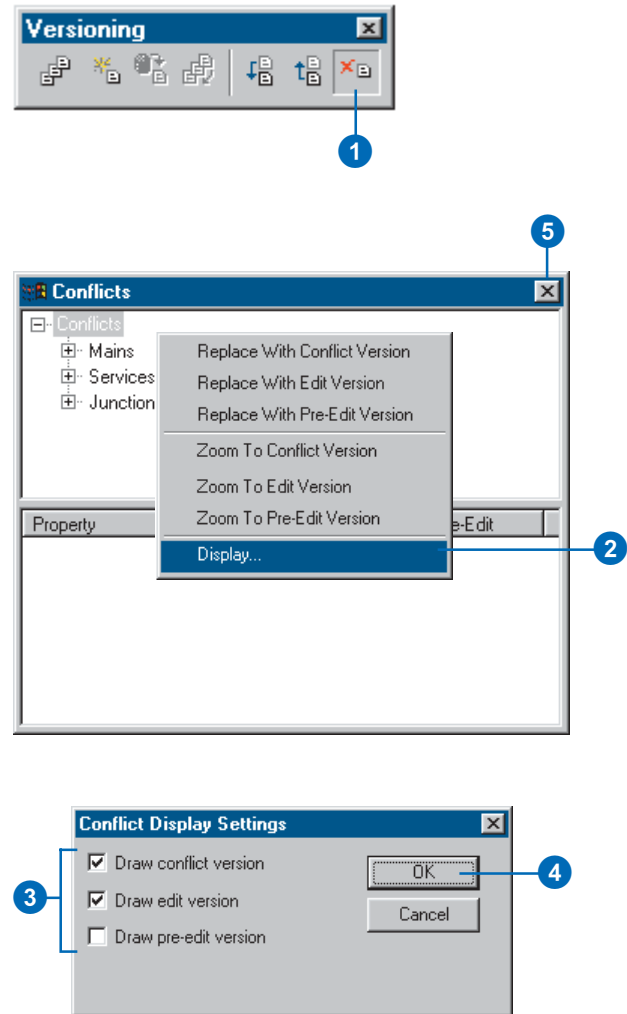 Versioning
1
5
Conflicts
Conflicts
Mains
Services
Junction
Replace With Conflict Version
Replace With Edit Version
Replace With Pre-Edit Version
Zoom To Conflict Version
Zoom To Edit Version
Zoom To Pre-Edit Version
Display...
2
Property
e-Edit
Conflict Display Settings
3
Draw conflict version
Draw edit version
Draw pre-edit version
OK
4
Cancel